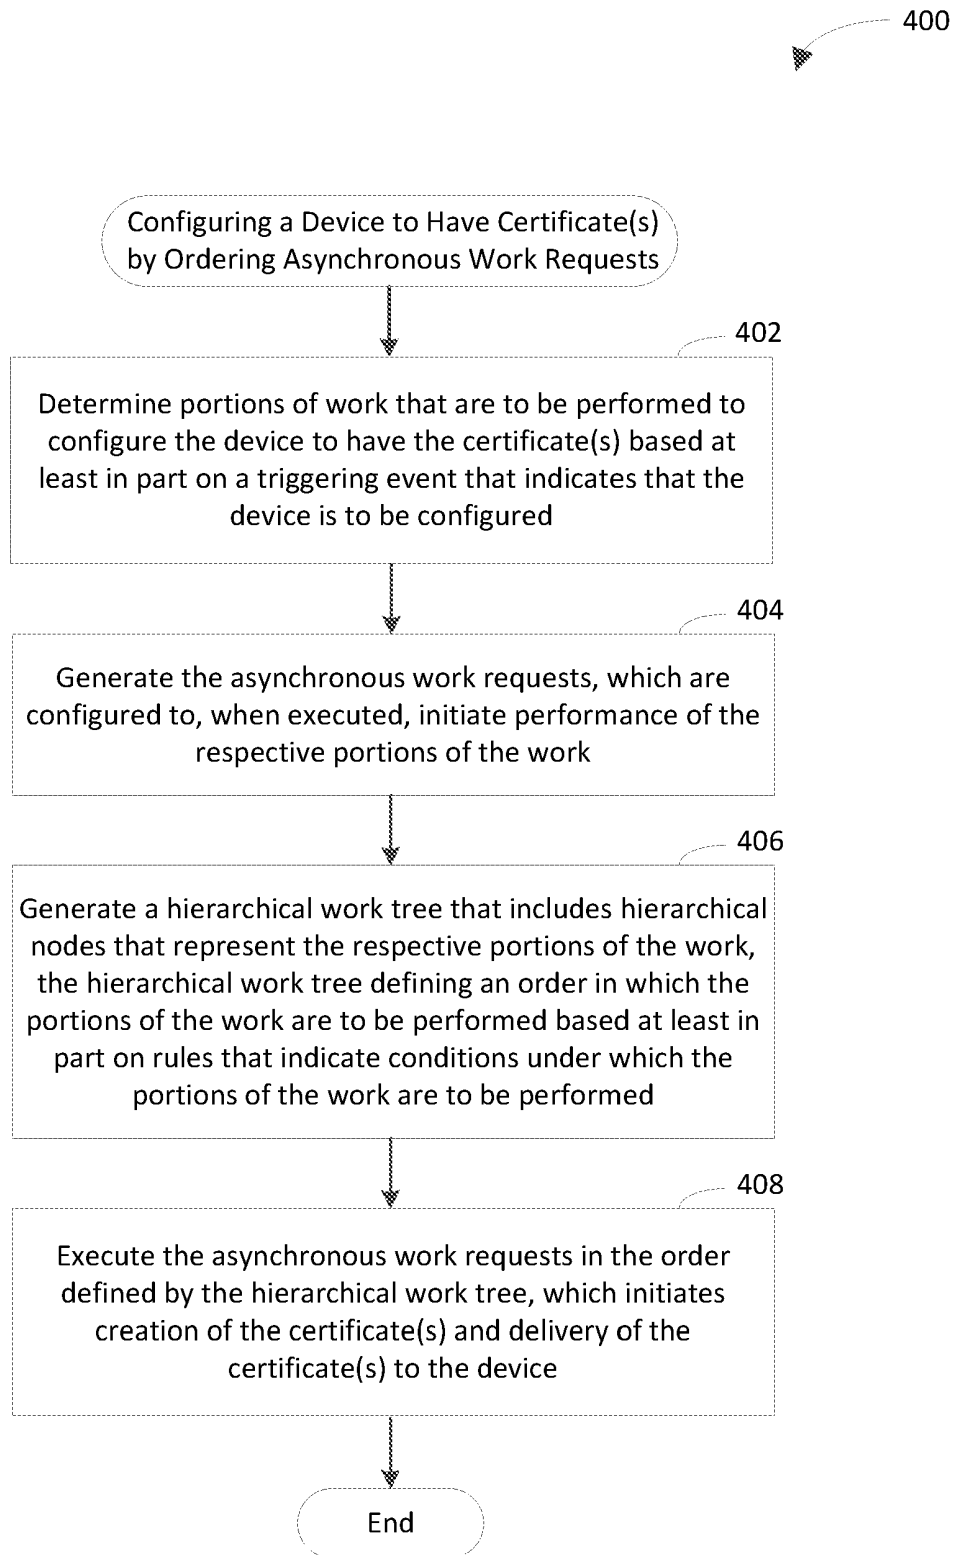 400
Configuring a Device to Have Certificate(s)
by Ordering Asynchronous Work Requests
402
Determine portions of work that are to be performed to
configure the device to have the certificate(s) based at
least in part on a triggering event that indicates that the
device is to be configured
404
Generate the asynchronous work requests, which are
configured to, when executed, initiate performance of the
respective portions of the work
406
Generate a hierarchical work tree that includes hierarchical
nodes that represent the respective portions of the work,
the hierarchical work tree defining an order in which the
portions of the work are to be performed based at least in
part on rules that indicate conditions under which the
portions of the work are to be performed
408
Execute the asynchronous work requests in the order
defined by the hierarchical work tree, which initiates
creation of the certificate(s) and delivery of the
certificate(s) to the device
End